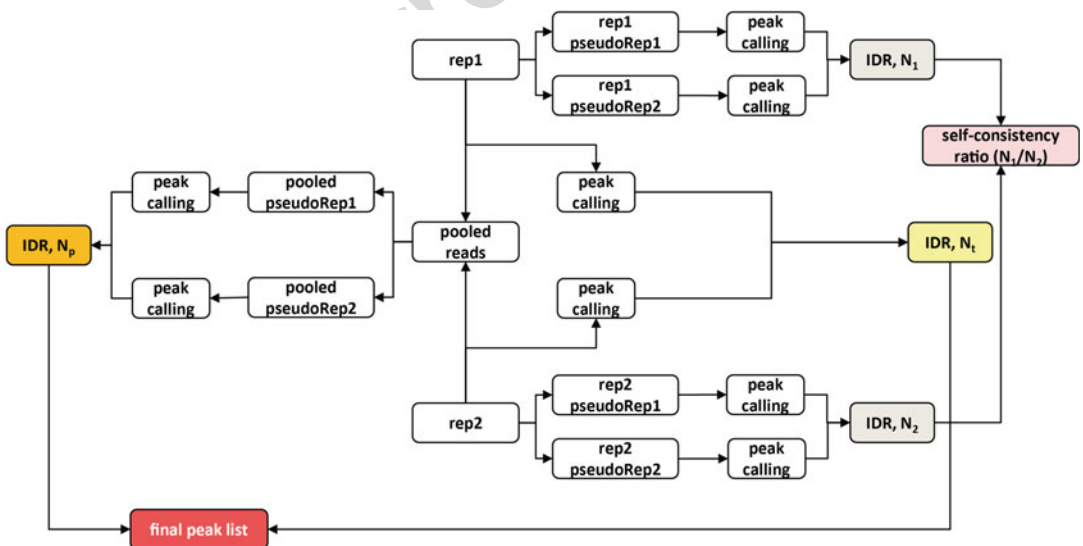 rep1
rep1
pseudoRep1
peak
calling
rep1
pseudoRep2
peak
calling
IDR, N₁
self-consistency
ratio (N₁/N₂)
peak
calling
pooled
pseudoRep1
peak
calling
IDR, Nₚ
pooled
reads
IDR, Nₜ
peak
calling
pooled
pseudoRep2
peak
calling
rep2
rep2
pseudoRep1
peak
calling
rep2
pseudoRep2
peak
calling
IDR, N₂
final peak list